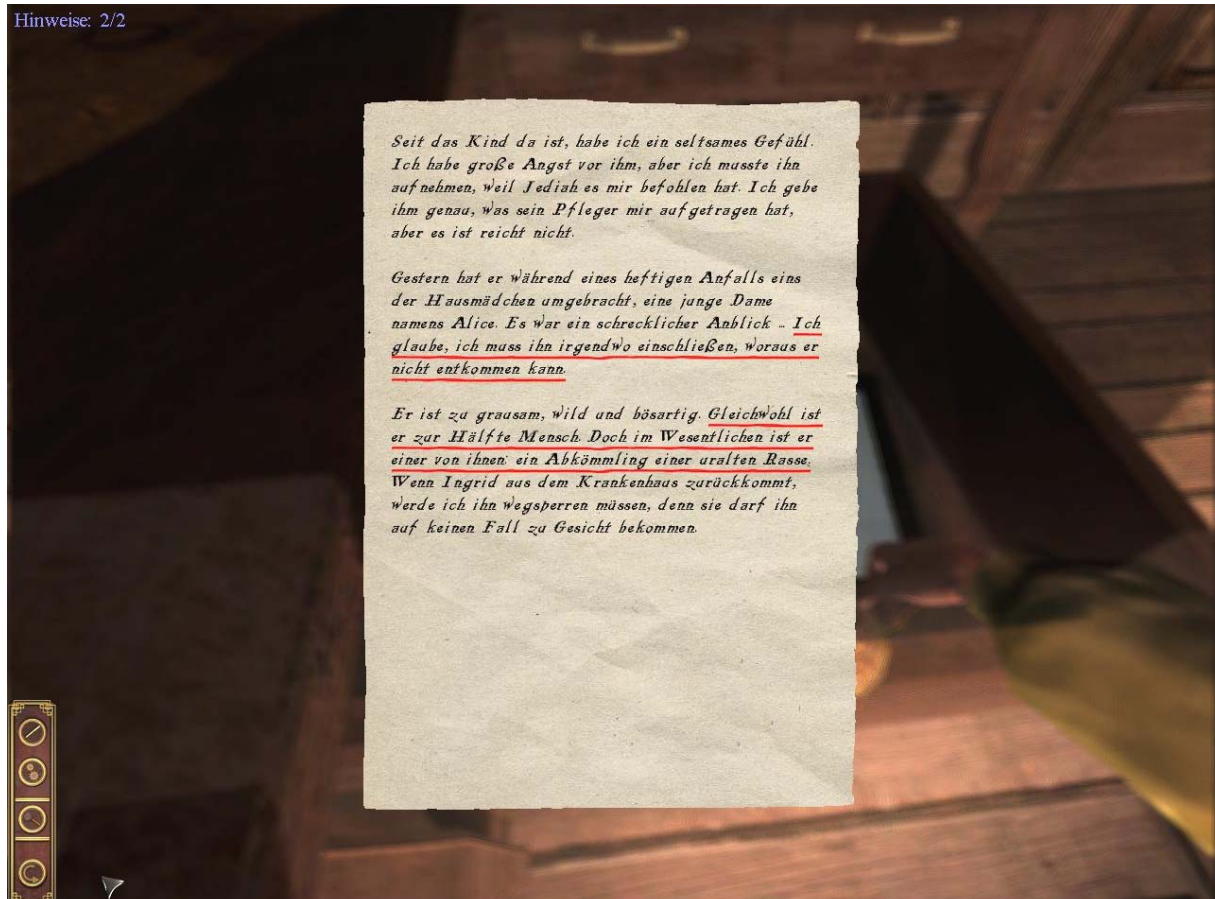 Hinweise: 2/2
Seit das Kind da ist, habe ich ein seltsames Gefühl.
Ich habe große Angst vor ihm, aber ich musste ihn
aufnehmen, weil Jediah es mir befohlen hat. Ich gebe
ihm genau, was sein Pfleger mir aufgetragen hat,
aber es ist reicht nicht.
Gestern hat er während eines heftigen Anfalls eins
der Hausmädchen umgebracht, eine junge Dame
namens Alice. Es war ein schrecklicher Anblick ... Ich
glaube, ich muss ihn irgendwo einschließen, woraus er
nicht entkommen kann.
Er ist zu grausam, wild und bösartig. Gleichwohl ist
er zur Hälfte Mensch. Doch im Wesentlichen ist er
einer von ihnen: ein Abkömmling einer uralten Rasse.
Wenn Ingrid aus dem Krankenhaus zurückkommt,
werde ich ihn wegsperren müssen, denn sie darf ihn
auf keinen Fall zu Gesicht bekommen.